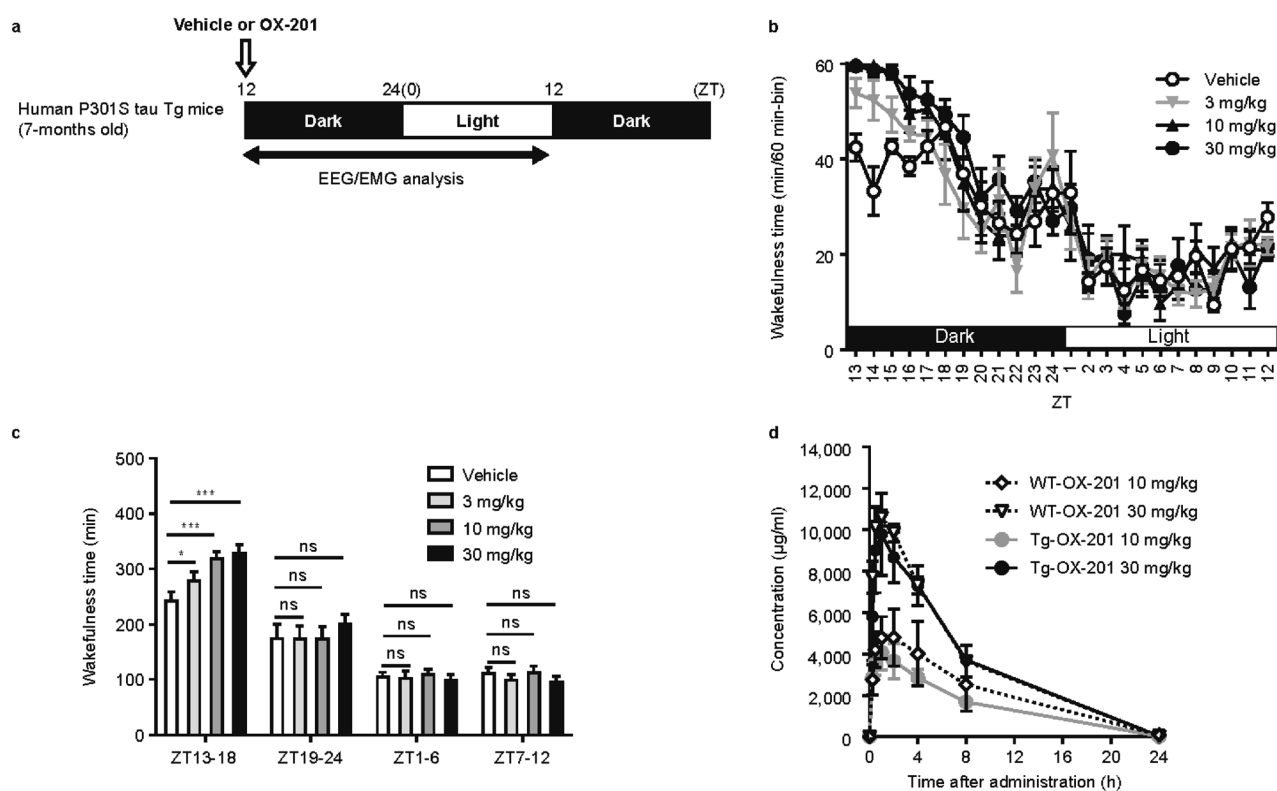 a
Vehicle or OX-201
12 24(0) 12 (ZT)
Human P301S tau Tg mice
(7-months old)
Dark Light Dark
EEG/EMG analysis
b
Wakefulness time (min/60 min-bin)
60
40
20
0
Vehicle
3 mg/kg
10 mg/kg
30 mg/kg
Dark Light
13 14 15 16 17 18 19 20 21 22 23 24 1 2 3 4 5 6 7 8 9 10 11 12
ZT
c
Wakefulness time (min)
500
400
300
200
100
0
Vehicle
3 mg/kg
10 mg/kg
30 mg/kg
***
***
*
ns
ns
ns
ns
ns
ns
ns
ns
ns
ZT13-18 ZT19-24 ZT1-6 ZT7-12
d
Concentration (µg/ml)
14,000
12,000
10,000
8,000
6,000
4,000
2,000
0
WT-OX-201 10 mg/kg
WT-OX-201 30 mg/kg
Tg-OX-201 10 mg/kg
Tg-OX-201 30 mg/kg
0 4 8 12 16 20 24
Time after administration (h)